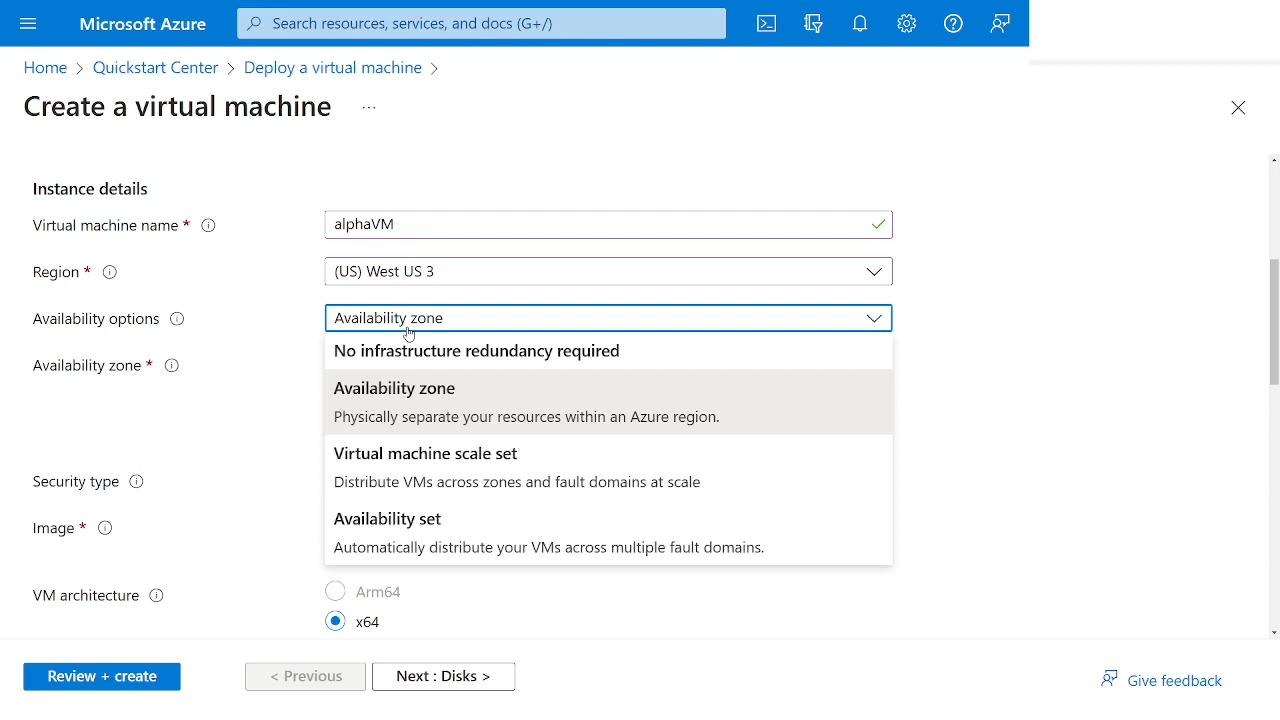 Microsoft Azure
Search resources, services, and docs (G+/)
Home > Quickstart Center > Deploy a virtual machine >
Create a virtual machine ...
Instance details
Virtual machine name *
alphaVM
Region *
(US) West US 3
Availability options
Availability zone
No infrastructure redundancy required
Availability zone *
Availability zone
Physically separate your resources within an Azure region.
Virtual machine scale set
Distribute VMs across zones and fault domains at scale
Security type
Availability set
Image *
Automatically distribute your VMs across multiple fault domains.
VM architecture
Arm64
x64
Review + create
< Previous
Next : Disks >
Give feedback